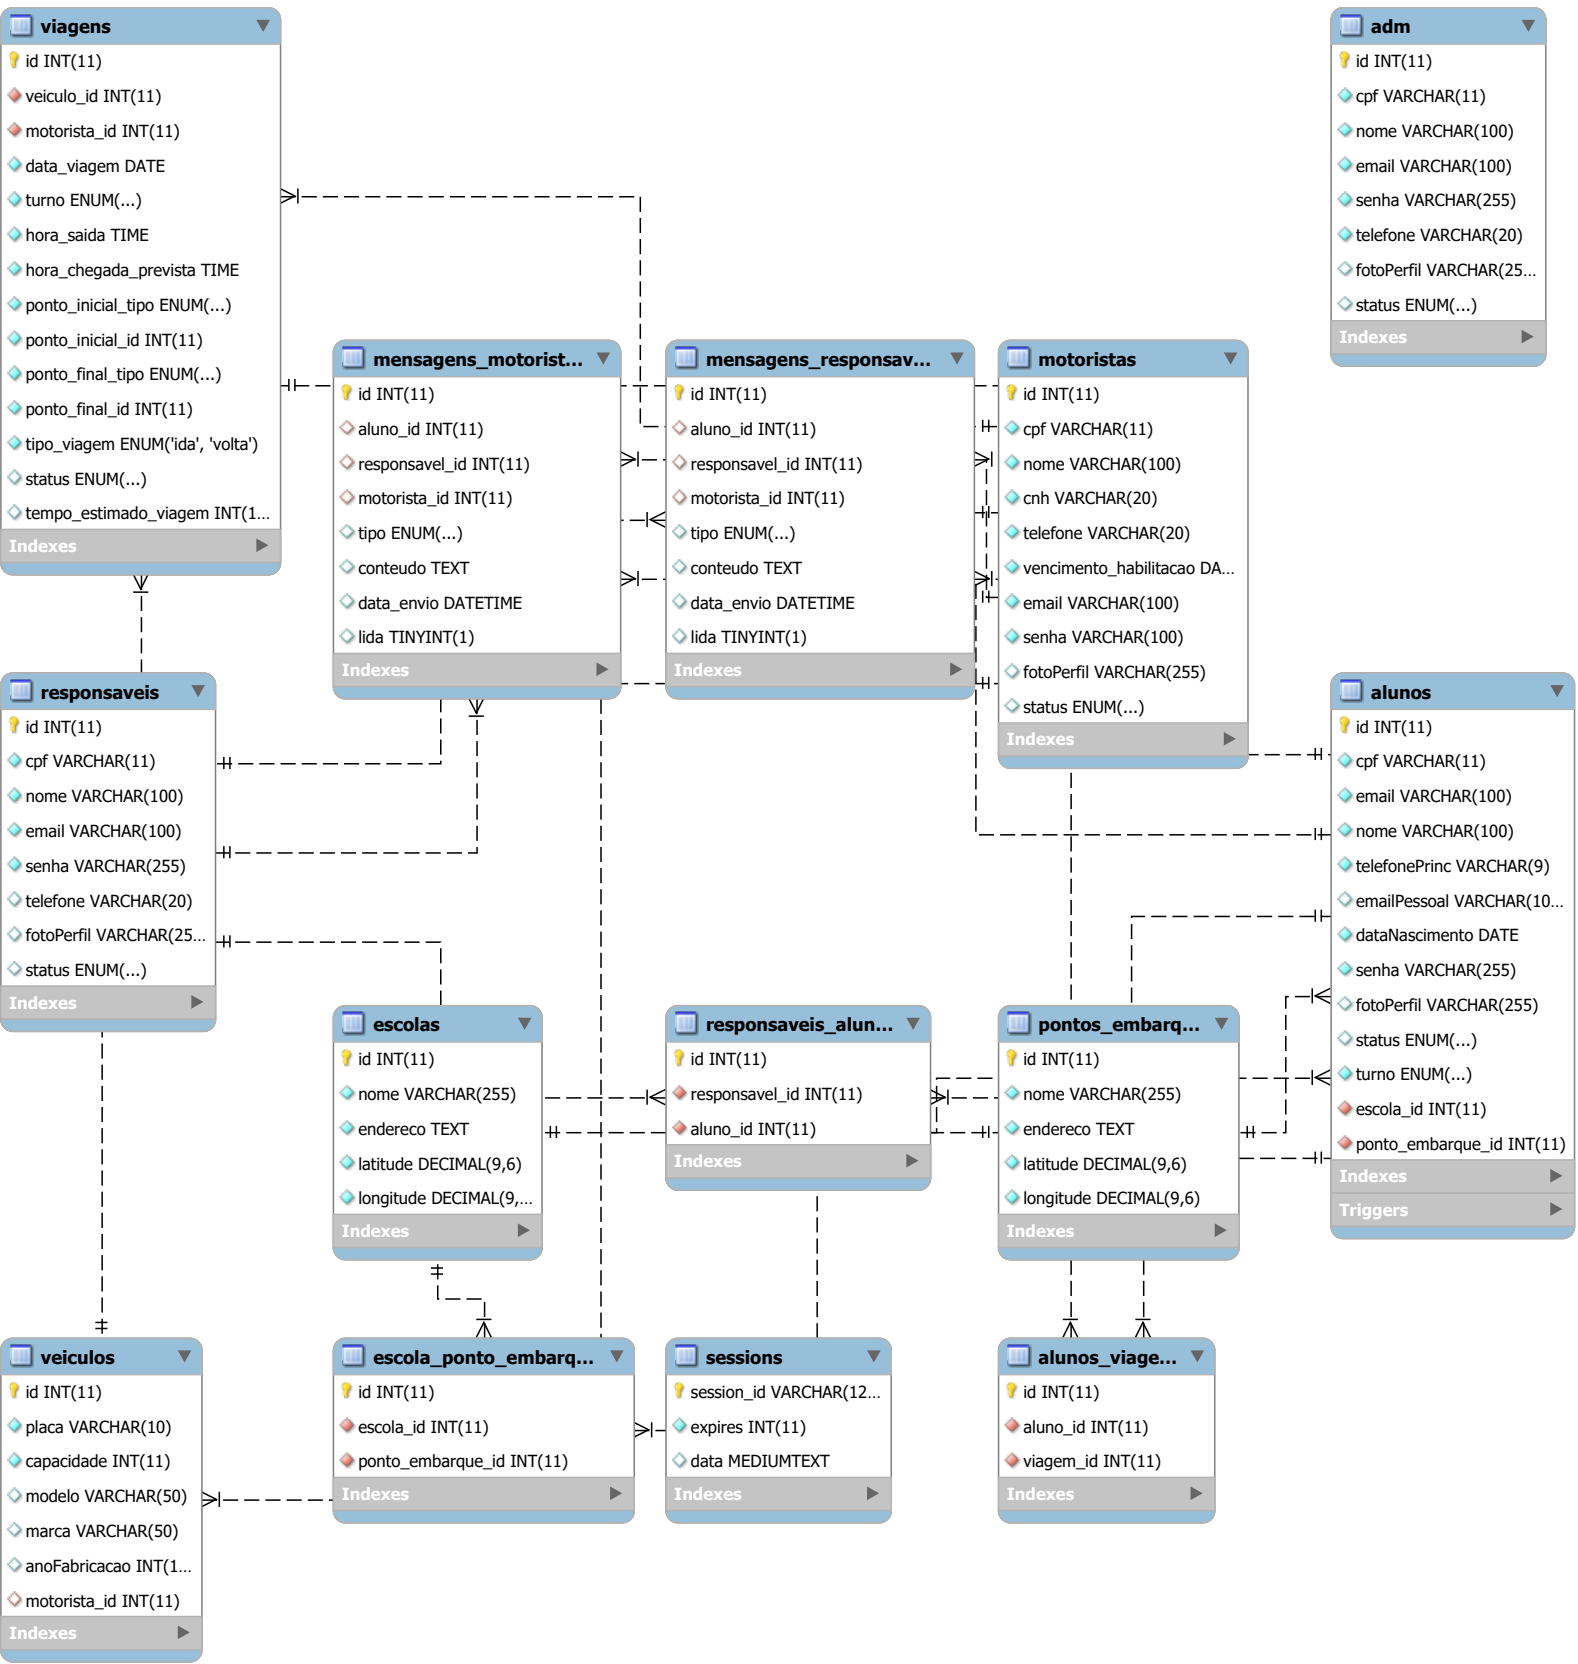 viagens
id INT(11)
veiculo_id INT(11)
motorista_id INT(11)
data_viagem DATE
turno ENUM(...)
hora_saida TIME
hora_chegada_prevista TIME
ponto_inicial_tipo ENUM(...)
ponto_inicial_id INT(11)
ponto_final_tipo ENUM(...)
ponto_final_id INT(11)
tipo_viagem ENUM('ida', 'volta')
status ENUM(...)
tempo_estimado_viagem INT(1...
Indexes
adm
id INT(11)
cpf VARCHAR(11)
nome VARCHAR(100)
email VARCHAR(100)
senha VARCHAR(255)
telefone VARCHAR(20)
fotoPerfil VARCHAR(25...
status ENUM(...)
Indexes
mensagens_motorist...
id INT(11)
aluno_id INT(11)
responsavel_id INT(11)
motorista_id INT(11)
tipo ENUM(...)
conteudo TEXT
data_envio DATETIME
lida TINYINT(1)
Indexes
mensagens_responsav...
id INT(11)
aluno_id INT(11)
responsavel_id INT(11)
motorista_id INT(11)
tipo ENUM(...)
conteudo TEXT
data_envio DATETIME
lida TINYINT(1)
Indexes
motoristas
id INT(11)
cpf VARCHAR(11)
nome VARCHAR(100)
cnh VARCHAR(20)
telefone VARCHAR(20)
vencimento_habilitacao DA...
email VARCHAR(100)
senha VARCHAR(100)
fotoPerfil VARCHAR(255)
status ENUM(...)
Indexes
responsaveis
id INT(11)
cpf VARCHAR(11)
nome VARCHAR(100)
email VARCHAR(100)
senha VARCHAR(255)
telefone VARCHAR(20)
fotoPerfil VARCHAR(25...
status ENUM(...)
Indexes
alunos
id INT(11)
cpf VARCHAR(11)
email VARCHAR(100)
nome VARCHAR(100)
telefonePrinc VARCHAR(9)
emailPessoal VARCHAR(10...
dataNascimento DATE
senha VARCHAR(255)
fotoPerfil VARCHAR(255)
status ENUM(...)
turno ENUM(...)
escola_id INT(11)
ponto_embarque_id INT(11)
Indexes
Triggers
escolas
id INT(11)
nome VARCHAR(255)
endereco TEXT
latitude DECIMAL(9,6)
longitude DECIMAL(9,...
Indexes
responsaveis_alun...
id INT(11)
responsavel_id INT(11)
aluno_id INT(11)
Indexes
pontos_embarq...
id INT(11)
nome VARCHAR(255)
endereco TEXT
latitude DECIMAL(9,6)
longitude DECIMAL(9,6)
Indexes
veiculos
id INT(11)
placa VARCHAR(10)
capacidade INT(11)
modelo VARCHAR(50)
marca VARCHAR(50)
anoFabricacao INT(1...
motorista_id INT(11)
Indexes
escola_ponto_embarq...
id INT(11)
escola_id INT(11)
ponto_embarque_id INT(11)
Indexes
sessions
session_id VARCHAR(12...
expires INT(11)
data MEDIUMTEXT
Indexes
alunos_viage...
id INT(11)
aluno_id INT(11)
viagem_id INT(11)
Indexes